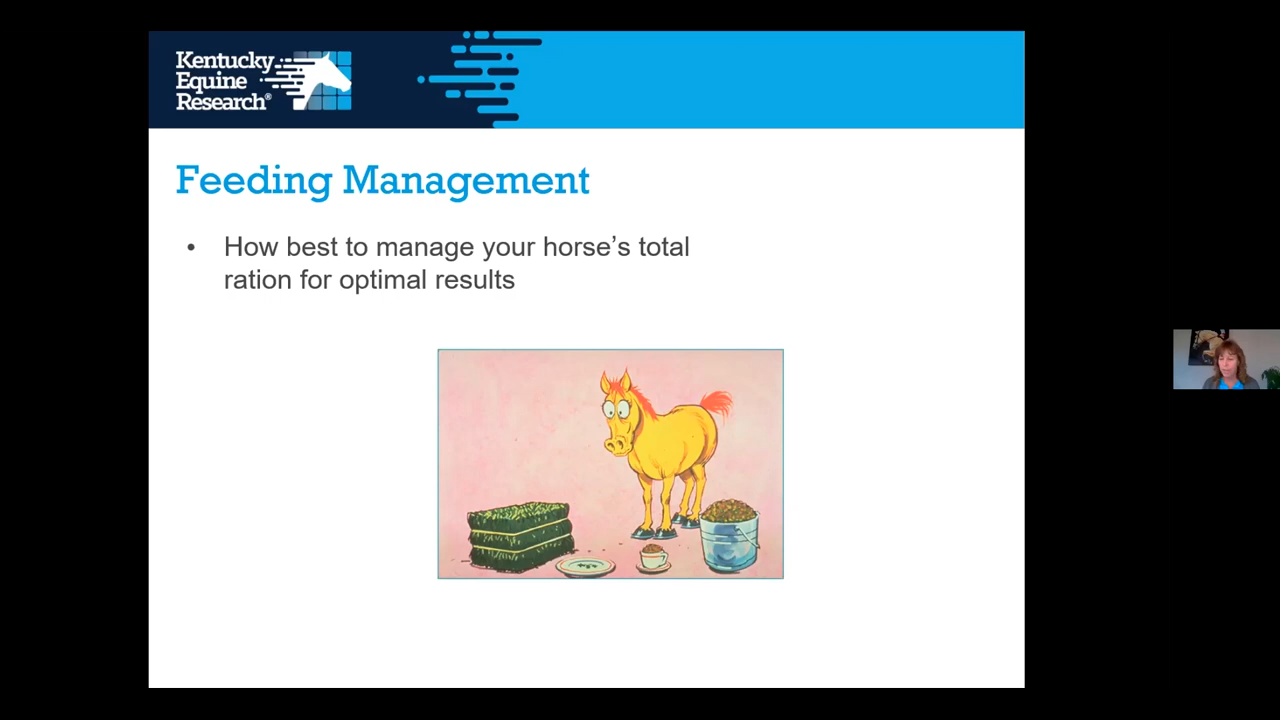 Kentucky
Equine
Research®
Feeding Management
• How best to manage your horse’s total
ration for optimal results